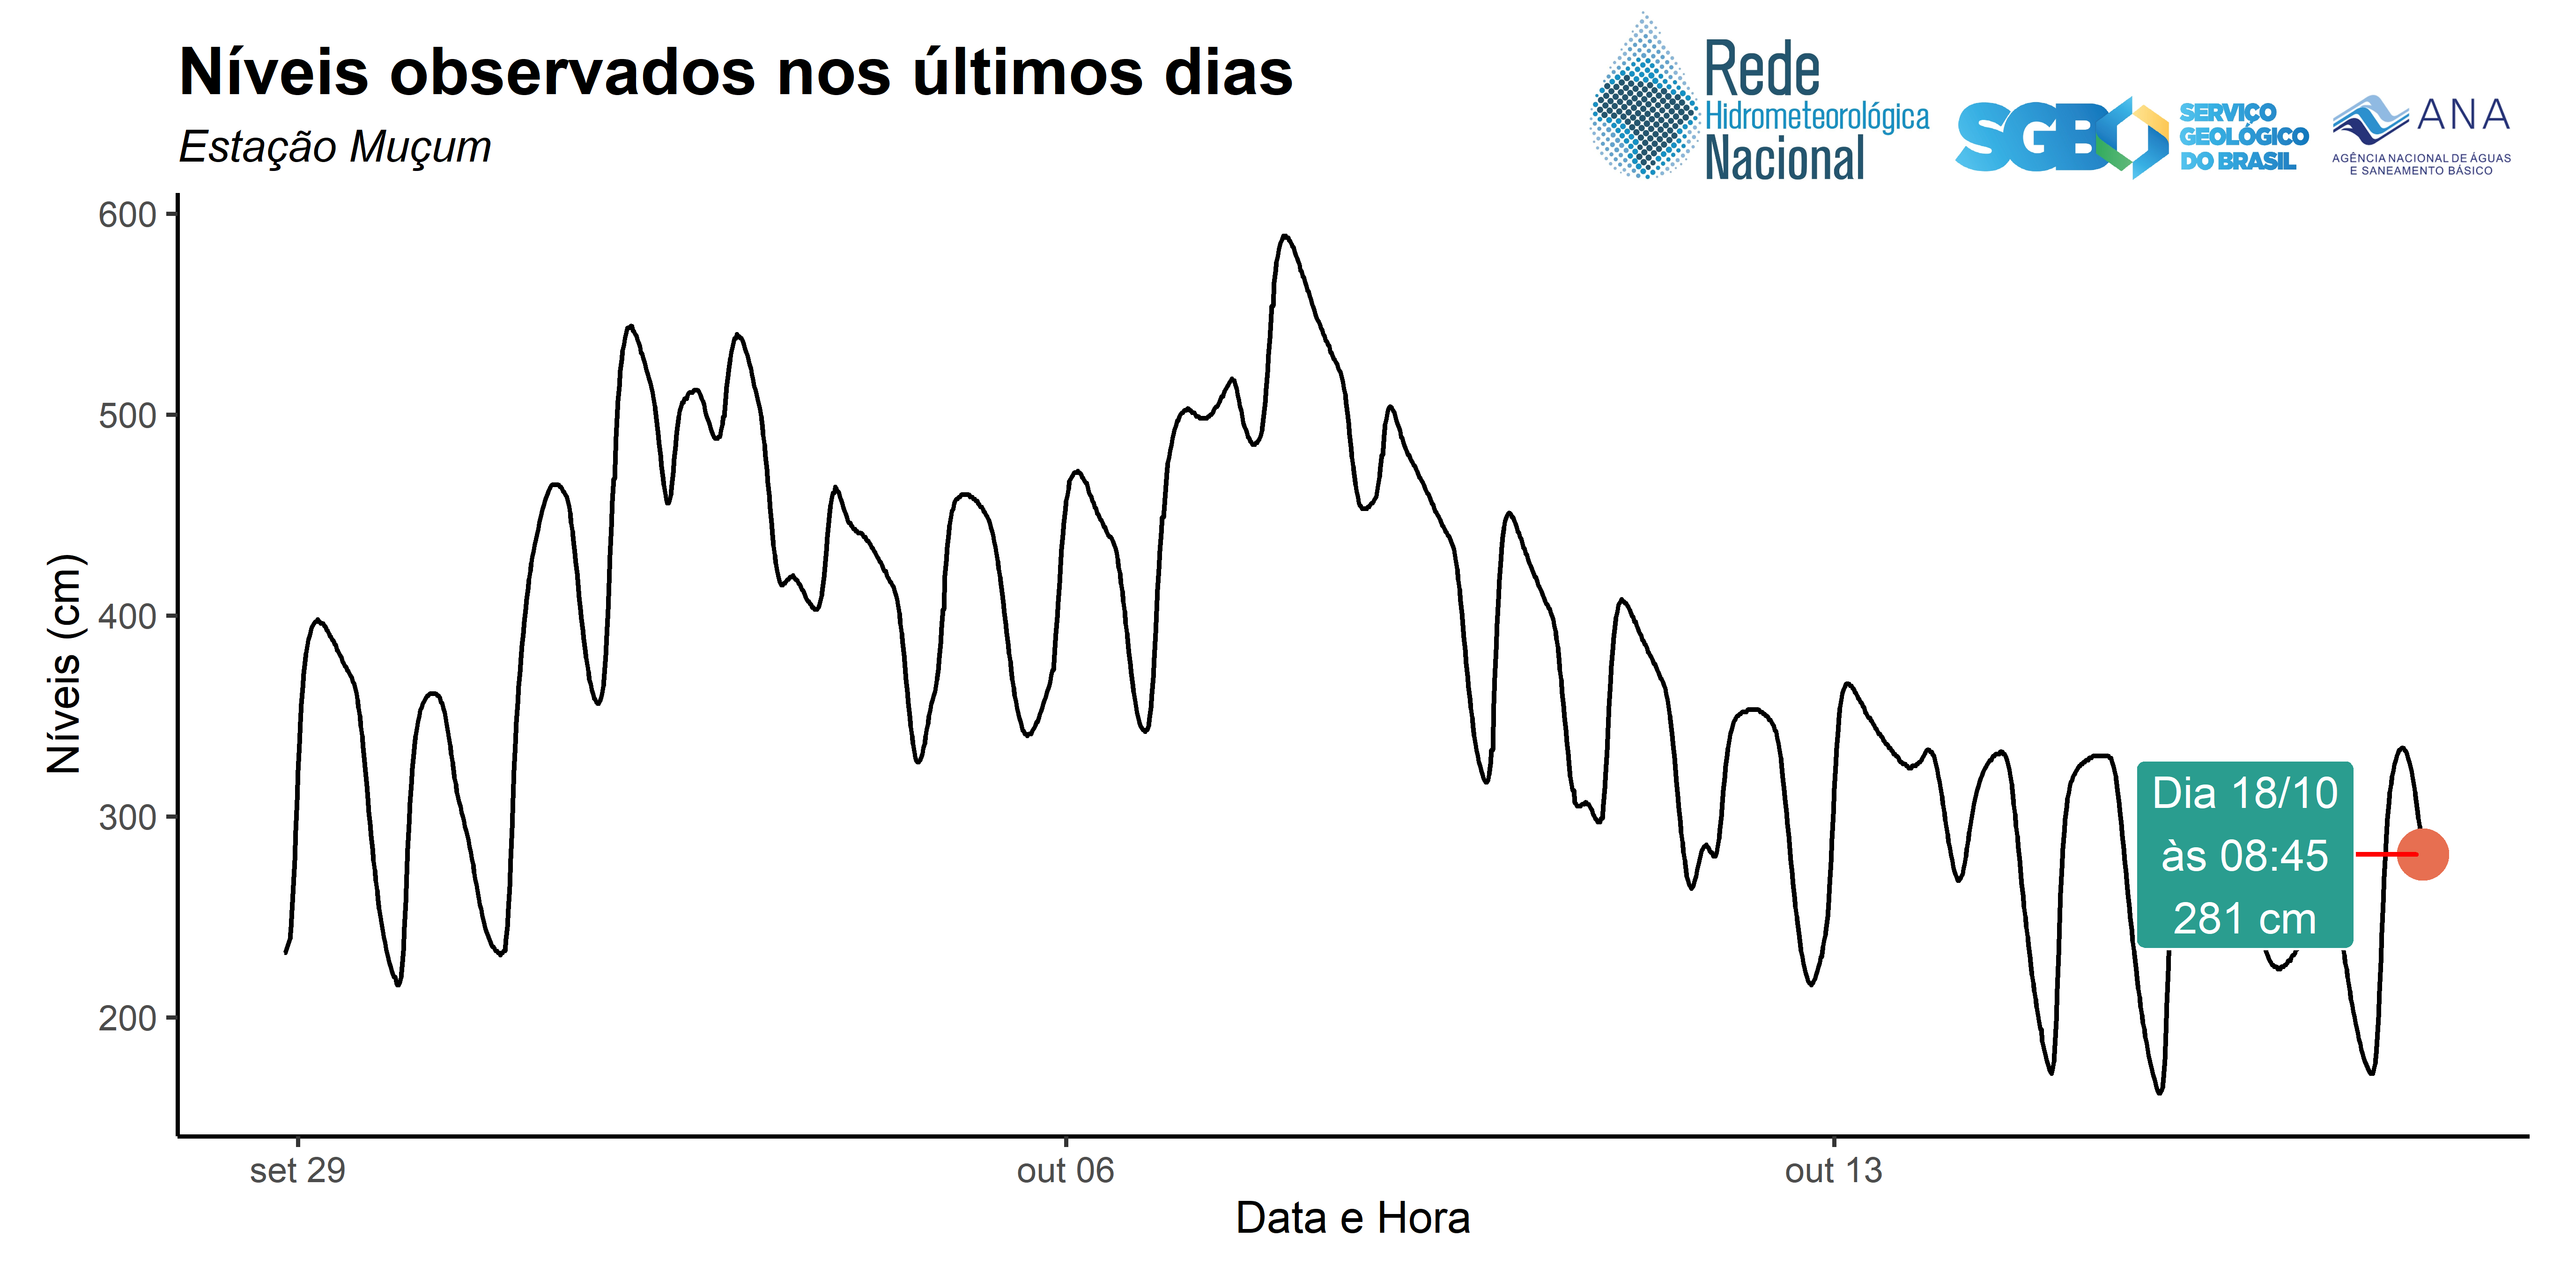 Níveis observados nos últimos dias
Estação Muçum
Rede
Hidrometeorológica
Nacional
SGB
SERVIÇO
GEOLÓGICO
DO BRASIL
ANA
AGÊNCIA NACIONAL DE ÁGUAS
E SANEAMENTO BÁSICO
Níveis (cm)
600
500
400
300
200
Dia 18/10
às 08:45
281 cm
set 29
out 06
out 13
Data e Hora